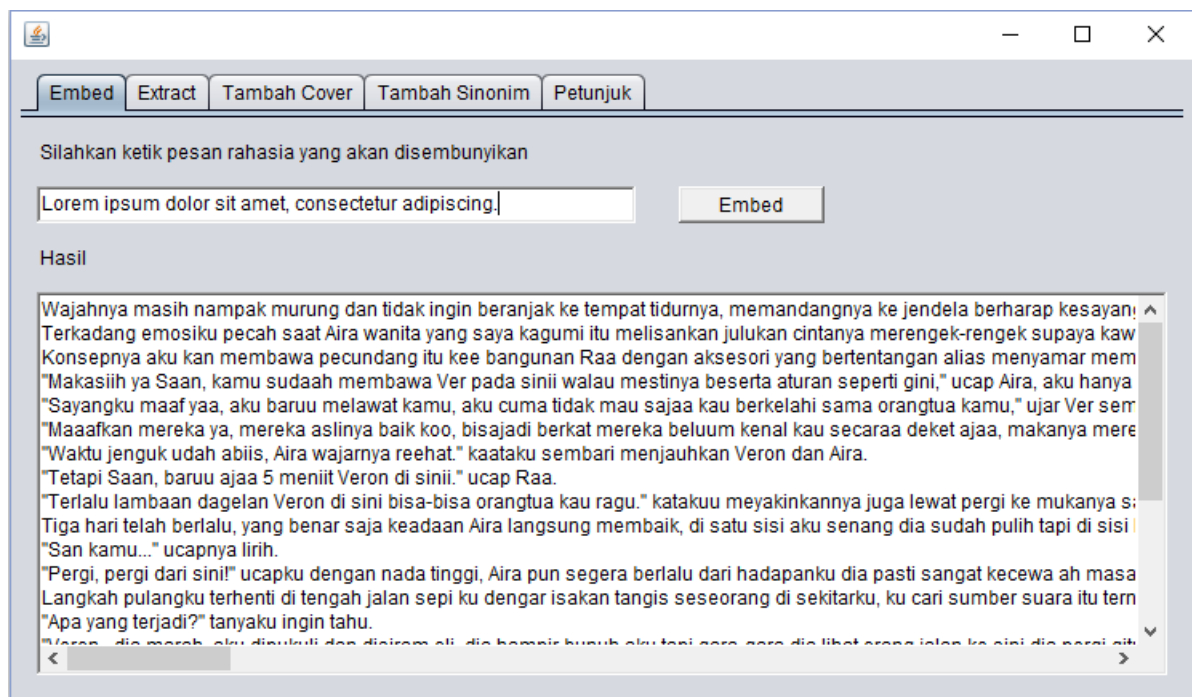 Embed Extract Tambah Cover Tambah Sinonim Petunjuk
Silahkan ketik pesan rahasia yang akan disembunyikan
Lorem ipsum dolor sit amet, consectetur adipiscing. Embed
Hasil
Wajahnya masih nampak murung dan tidak ingin beranjak ke tempat tidurnya, memandangnya ke jendela berharap
Terkadang emosiku pecah saat Aira wanita yang saya kagumi itu melisankan julukan cintanya merengek-rengek supaya
Konsepnya aku kan membawa pecundang itu kee bangunan Raa dengan aksesori yang bertentangan alias menyamar
"Makasiih ya Saan, kamu sudaah membawa Ver pada sinii walau mestinya beserta aturan seperti gini," ucap Aira, aku hanya
"Sayangku maaf yaa, aku baruu melawat kamu, aku cuma tidak mau sajaa kau berkelahi sama orangtua kamu," ujar Ver
"Maaafkan mereka ya, mereka aslinya baik koo, bisajadi berkat mereka beluum kenal kau secaraa deket ajaa, makanya
"Waktu jenguk udah abiis, Aira wajarnya reehat." kaataku sembari menjauhkan Veron dan Aira.
"Tetapi Saan, baruu ajaa 5 meniit Veron di sinii." ucap Raa.
"Terlalu lambaan dagelan Veron di sini bisa-bisa orangtua kau ragu." katakuu meyakinkannya juga lewat pergi ke mukanya
Tiga hari telah berlalu, yang benar saja keadaan Aira langsung membaik, di satu sisi aku senang dia sudah pulih tapi di sisi
"San kamu..." ucapnya lirih.
"Pergi, pergi dari sini!" ucapku dengan nada tinggi, Aira pun segera berlalu dari hadapanku dia pasti sangat kecewa ah masa
Langkah pulangku terhenti di tengah jalan sepi ku dengar isakan tangis seseorang di sekitarku, ku cari sumber suara itu
"Apa yang terjadi?" tanyaku ingin tahu.